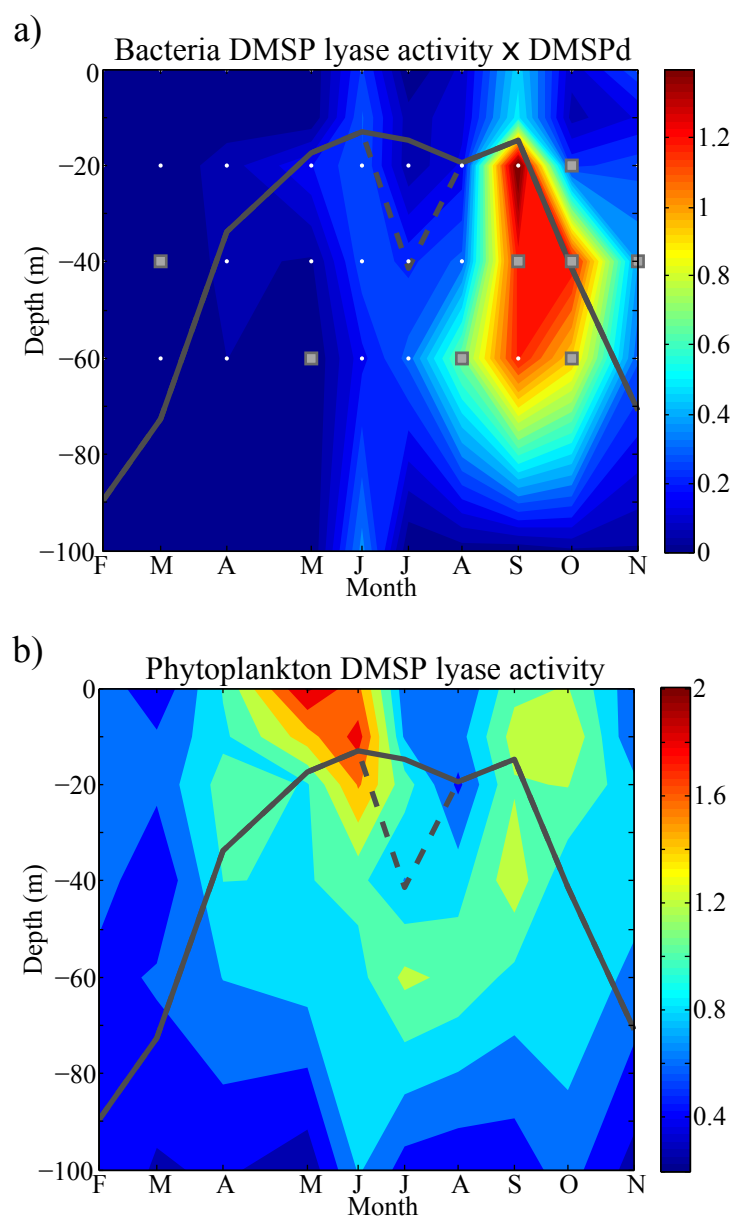 a)
Bacteria DMSP lyase activity x DMSPd
0
−20
−40
−60
−80
−100
Depth (m)
F M A M J J A S O N
Month
1.2
1
0.8
0.6
0.4
0.2
0
b)
Phytoplankton DMSP lyase activity
0
−20
−40
−60
−80
−100
Depth (m)
F M A M J J A S O N
Month
2
1.6
1.2
0.8
0.4